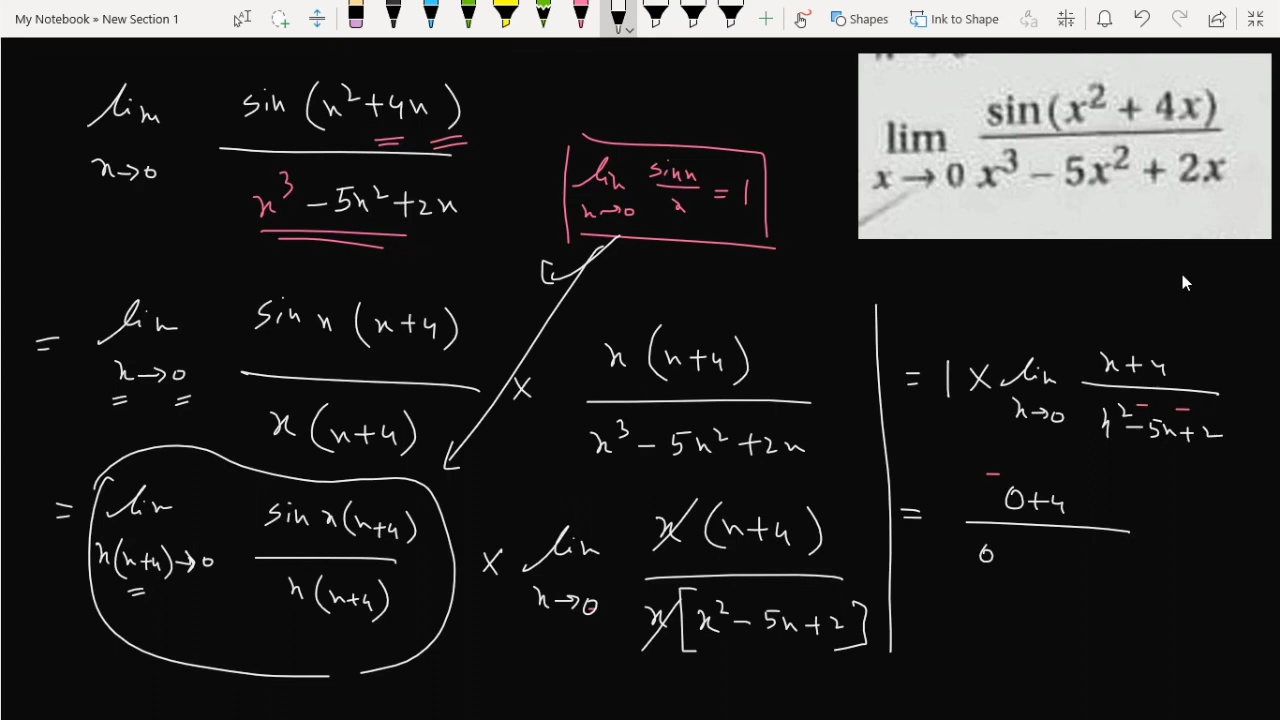 My Notebook » New Section 1
Shapes
Ink to Shape
lim sin (x² + 4x)
x→0 x³ - 5x² + 2x
lim sin x / x = 1
x→0
lim sin(x² + 4x)
x → 0 x³ − 5x² + 2x
= lim sin x (x+4) / x (x+4) × x (x+4) / x³ - 5x² + 2x
x→0
= lim sin x(x+4) / x(x+4) × lim x (x+4) / x[x² - 5x + 2]
x(x+4)→0 x→0
= 1 × lim x+4 / x² - 5x + 2
x→0
= 0+4
0